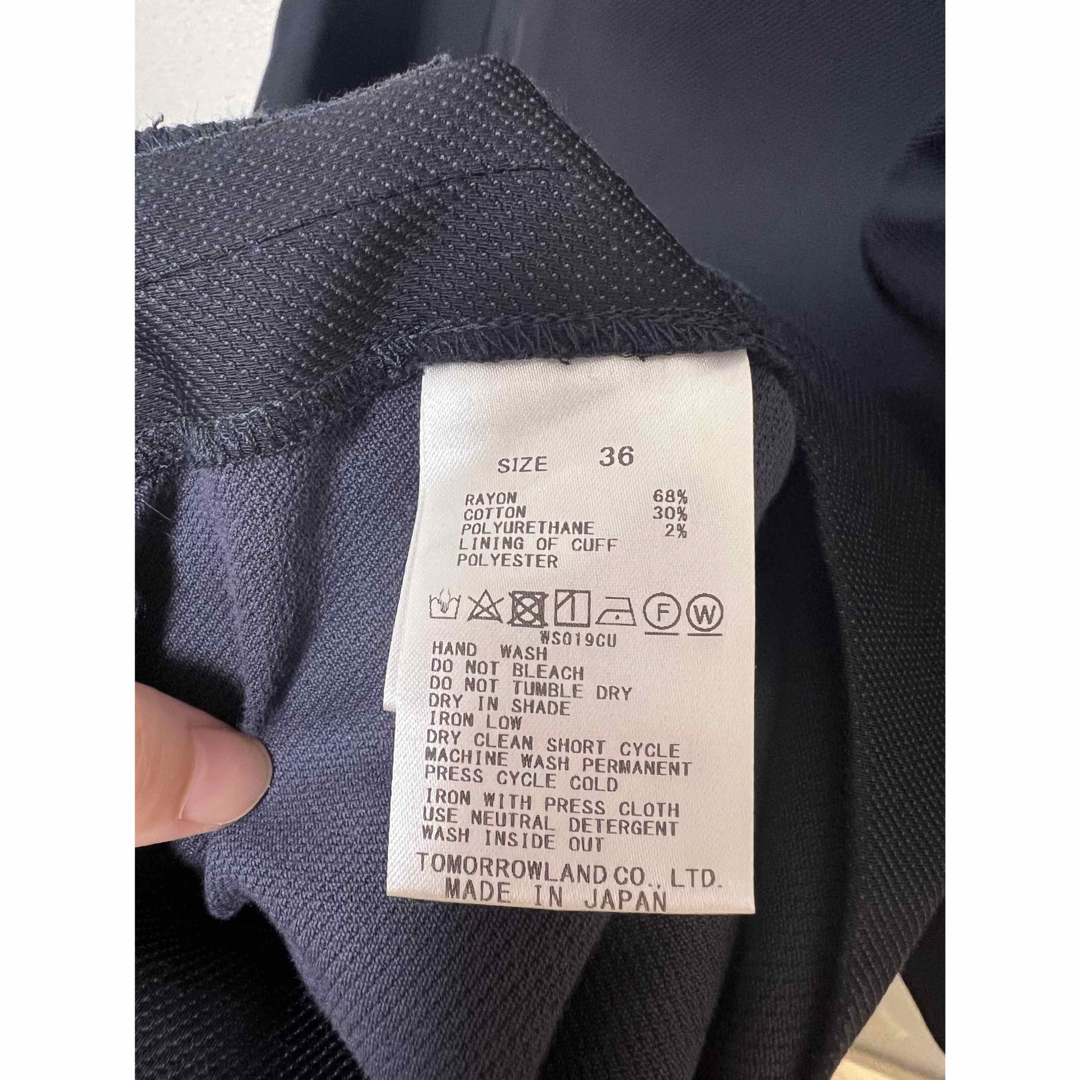 SIZE 36
RAYON 68%
COTTON 30%
POLYURETHANE 2%
LINING OF CUFF
POLYESTER
F W
WS019CU
HAND WASH
DO NOT BLEACH
DO NOT TUMBLE DRY
DRY IN SHADE
IRON LOW
DRY CLEAN SHORT CYCLE
MACHINE WASH PERMANENT
PRESS CYCLE COLD
IRON WITH PRESS CLOTH
USE NEUTRAL DETERGENT
WASH INSIDE OUT
TOMORROWLAND CO., LTD.
MADE IN JAPAN